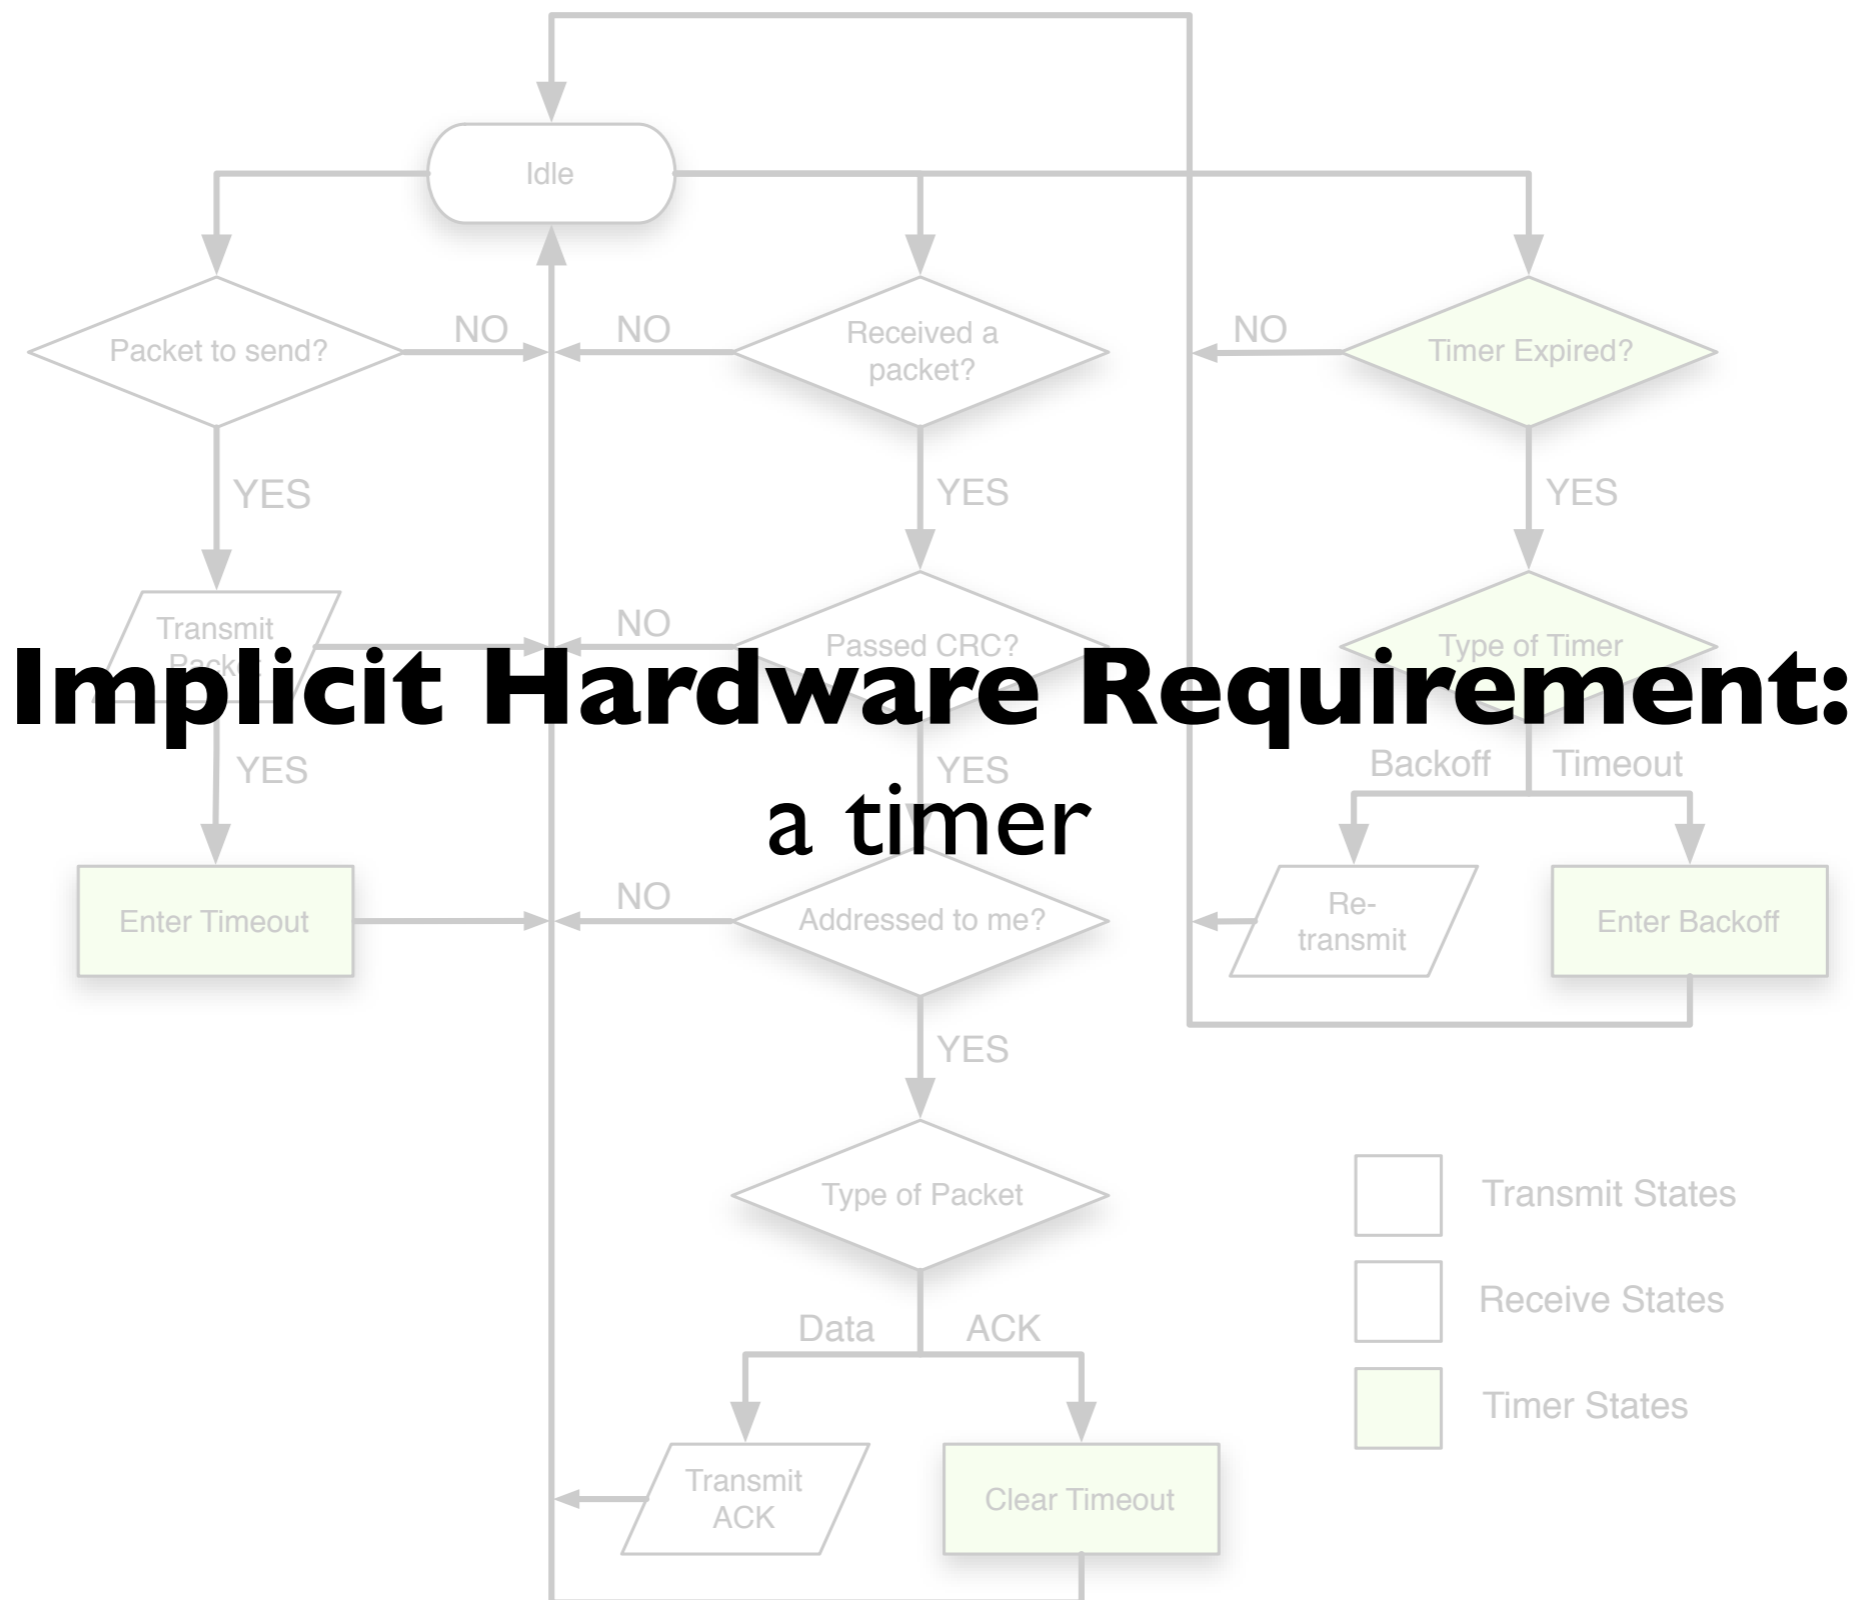 Idle
Packet to send?
NO
NO
Received a
packet?
NO
Timer Expired?
YES
YES
YES
Transmit
Packet
NO
Passed CRC?
Type of Timer
Implicit Hardware Requirement:
a timer
YES
YES
Backoff
Timeout
Enter Timeout
NO
Addressed to me?
Re-
transmit
Enter Backoff
YES
Type of Packet
Transmit States
Receive States
Data
ACK
Timer States
Transmit
ACK
Clear Timeout